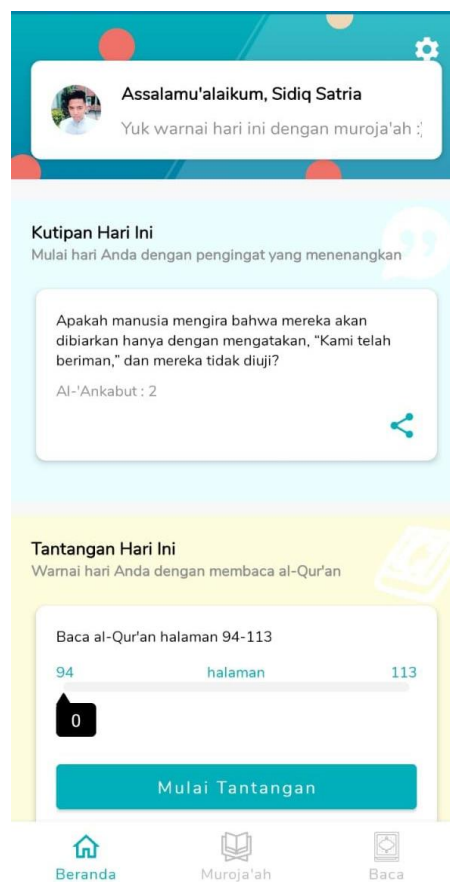 Assalamu'alaikum, Sidiq Satria
Yuk warnai hari ini dengan muroja'ah :)
Kutipan Hari Ini
Mulai hari Anda dengan pengingat yang menenangkan
Apakah manusia mengira bahwa mereka akan
dibiarkan hanya dengan mengatakan, “Kami telah
beriman,” dan mereka tidak diuji?
Al-'Ankabut : 2
Tantangan Hari Ini
Warnai hari Anda dengan membaca al-Qur'an
Baca al-Qur'an halaman 94-113
94 halaman 113
0
Mulai Tantangan
Beranda Muroja'ah Baca